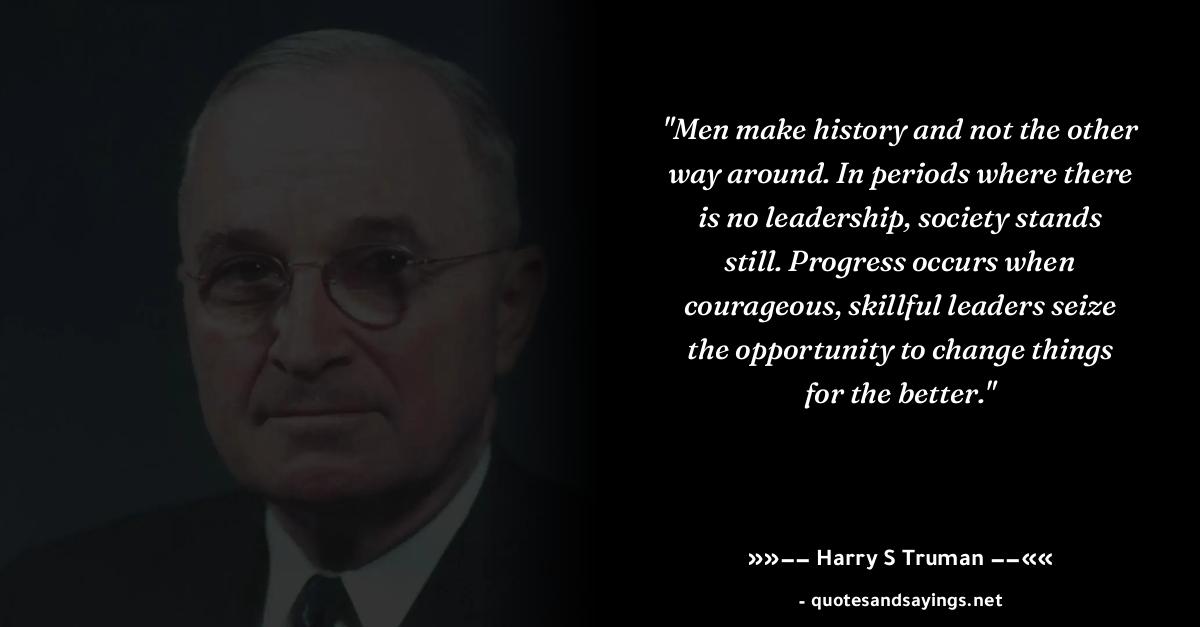 "Men make history and not the other
way around. In periods where there
is no leadership, society stands
still. Progress occurs when
courageous, skillful leaders seize
the opportunity to change things
for the better."
»»–– Harry S Truman ––««
- quotesandsayings.net